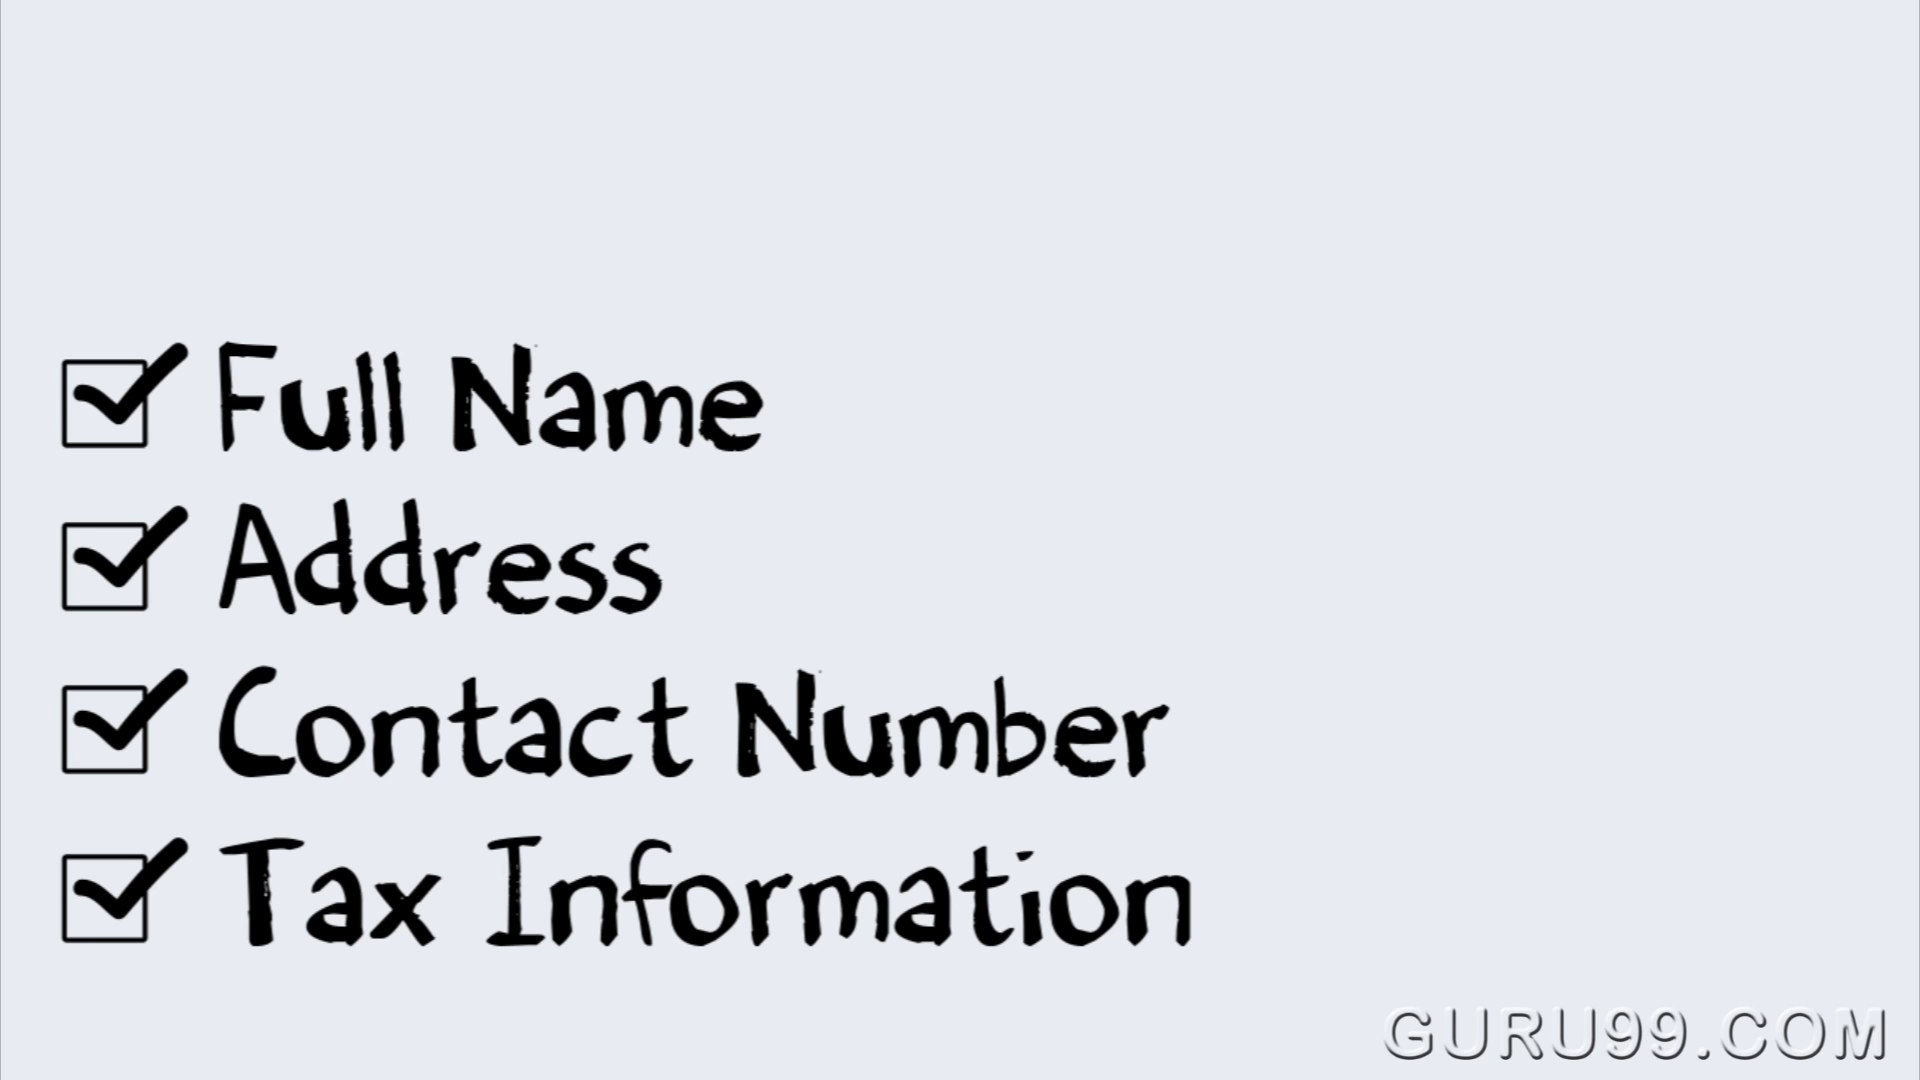 Full Name
Address
Contact Number
Tax Information
GURU99.COM